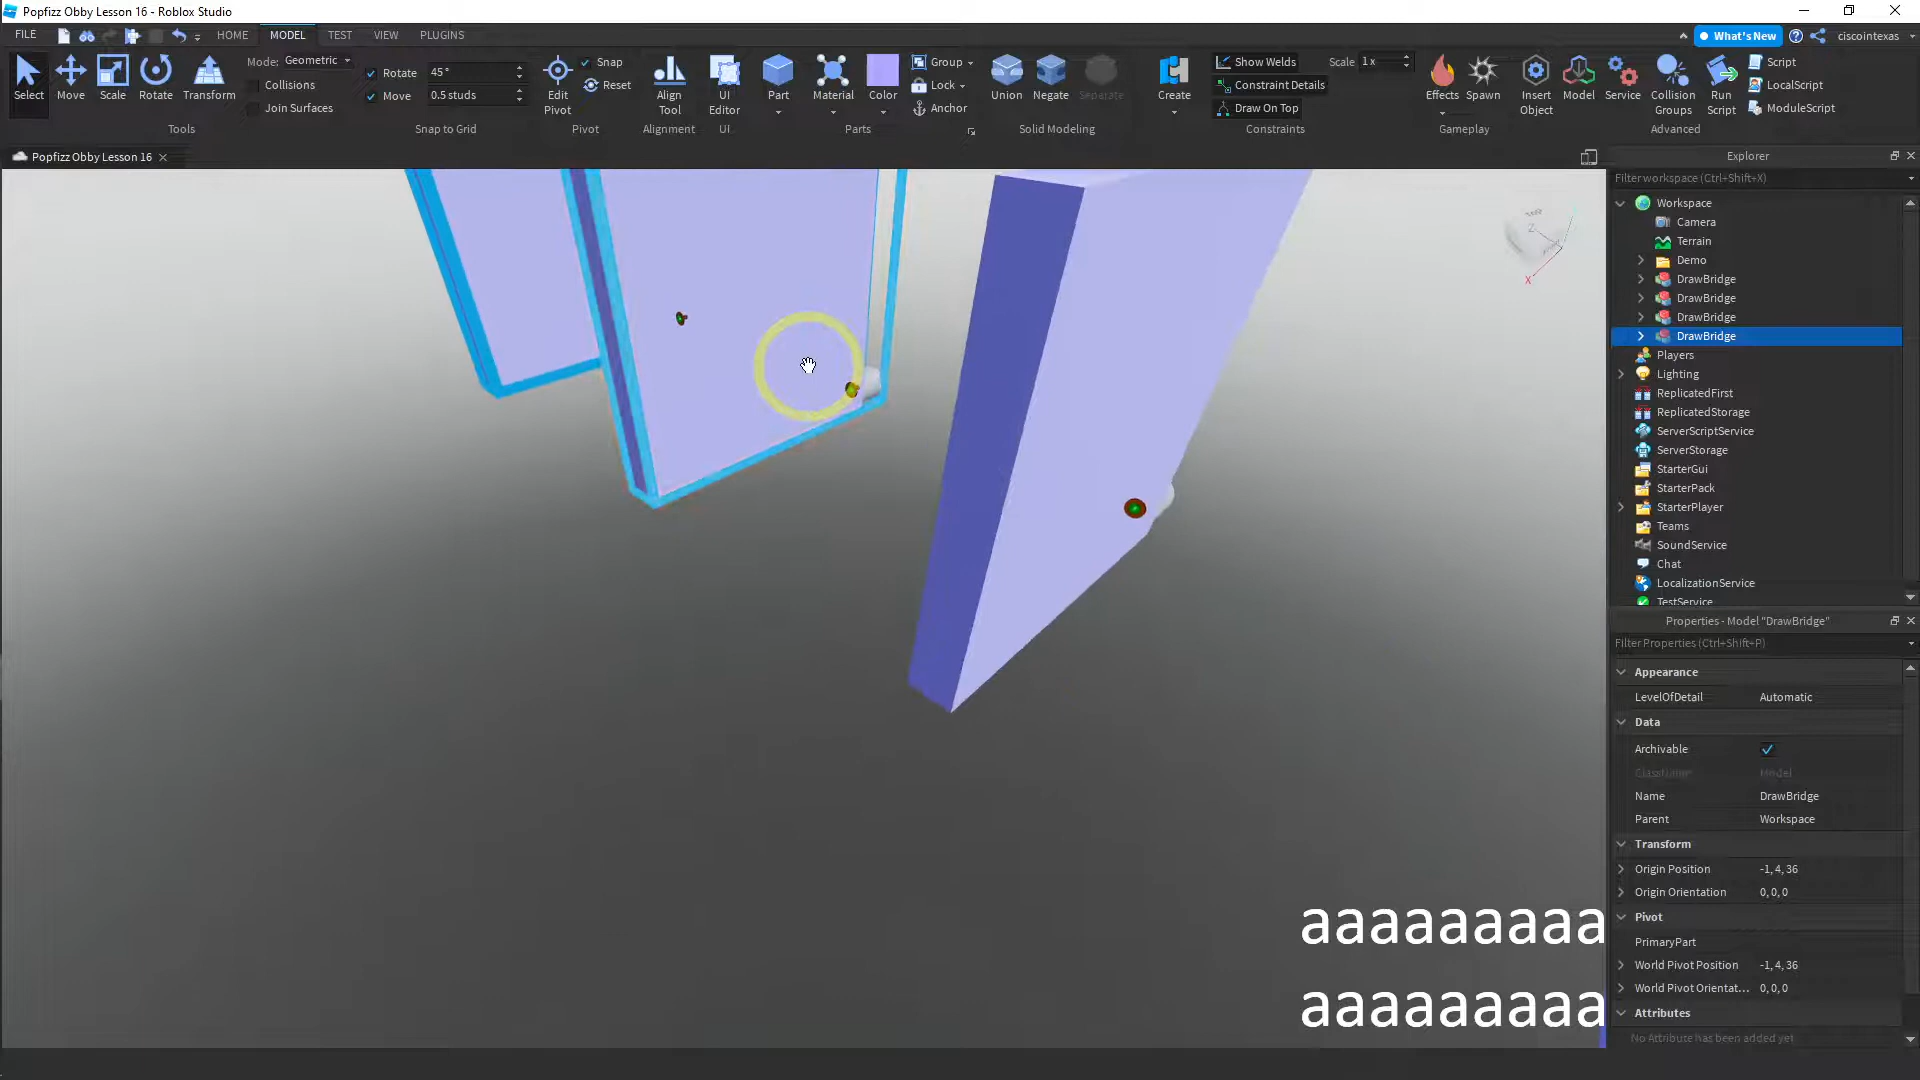 Popfizz Obby Lesson 16 - Roblox Studio
FILE
HOME
MODEL
TEST
VIEW
PLUGINS
What's New
ciscointexas
Select
Move
Scale
Rotate
Transform
Mode: Geometric
Collisions
Join Surfaces
Tools
Rotate 45°
Move 0.5 studs
Snap to Grid
Edit Pivot
Snap
Reset
Pivot
Align Tool
Alignment
UI Editor
UI
Part
Material
Color
Group
Lock
Anchor
Parts
Union
Negate
Separate
Solid Modeling
Create
Show Welds
Constraint Details
Draw On Top
Scale 1x
Constraints
Effects
Spawn
Gameplay
Insert Object
Model
Service
Collision Groups
Run Script
Script
LocalScript
ModuleScript
Advanced
Popfizz Obby Lesson 16
Z
X
aaaaaaaaa
aaaaaaaaa
Explorer
Filter workspace (Ctrl+Shift+X)
Workspace
Camera
Terrain
Demo
DrawBridge
DrawBridge
DrawBridge
DrawBridge
Players
Lighting
ReplicatedFirst
ReplicatedStorage
ServerScriptService
ServerStorage
StarterGui
StarterPack
StarterPlayer
Teams
SoundService
Chat
LocalizationService
TestService
Properties - Model "DrawBridge"
Filter Properties (Ctrl+Shift+P)
Appearance
LevelOfDetail Automatic
Data
Archivable
ClassName Model
Name DrawBridge
Parent Workspace
Transform
Origin Position -1, 4, 36
Origin Orientation 0, 0, 0
Pivot
PrimaryPart
World Pivot Position -1, 4, 36
World Pivot Orientat... 0, 0, 0
Attributes
No Attribute has been added yet